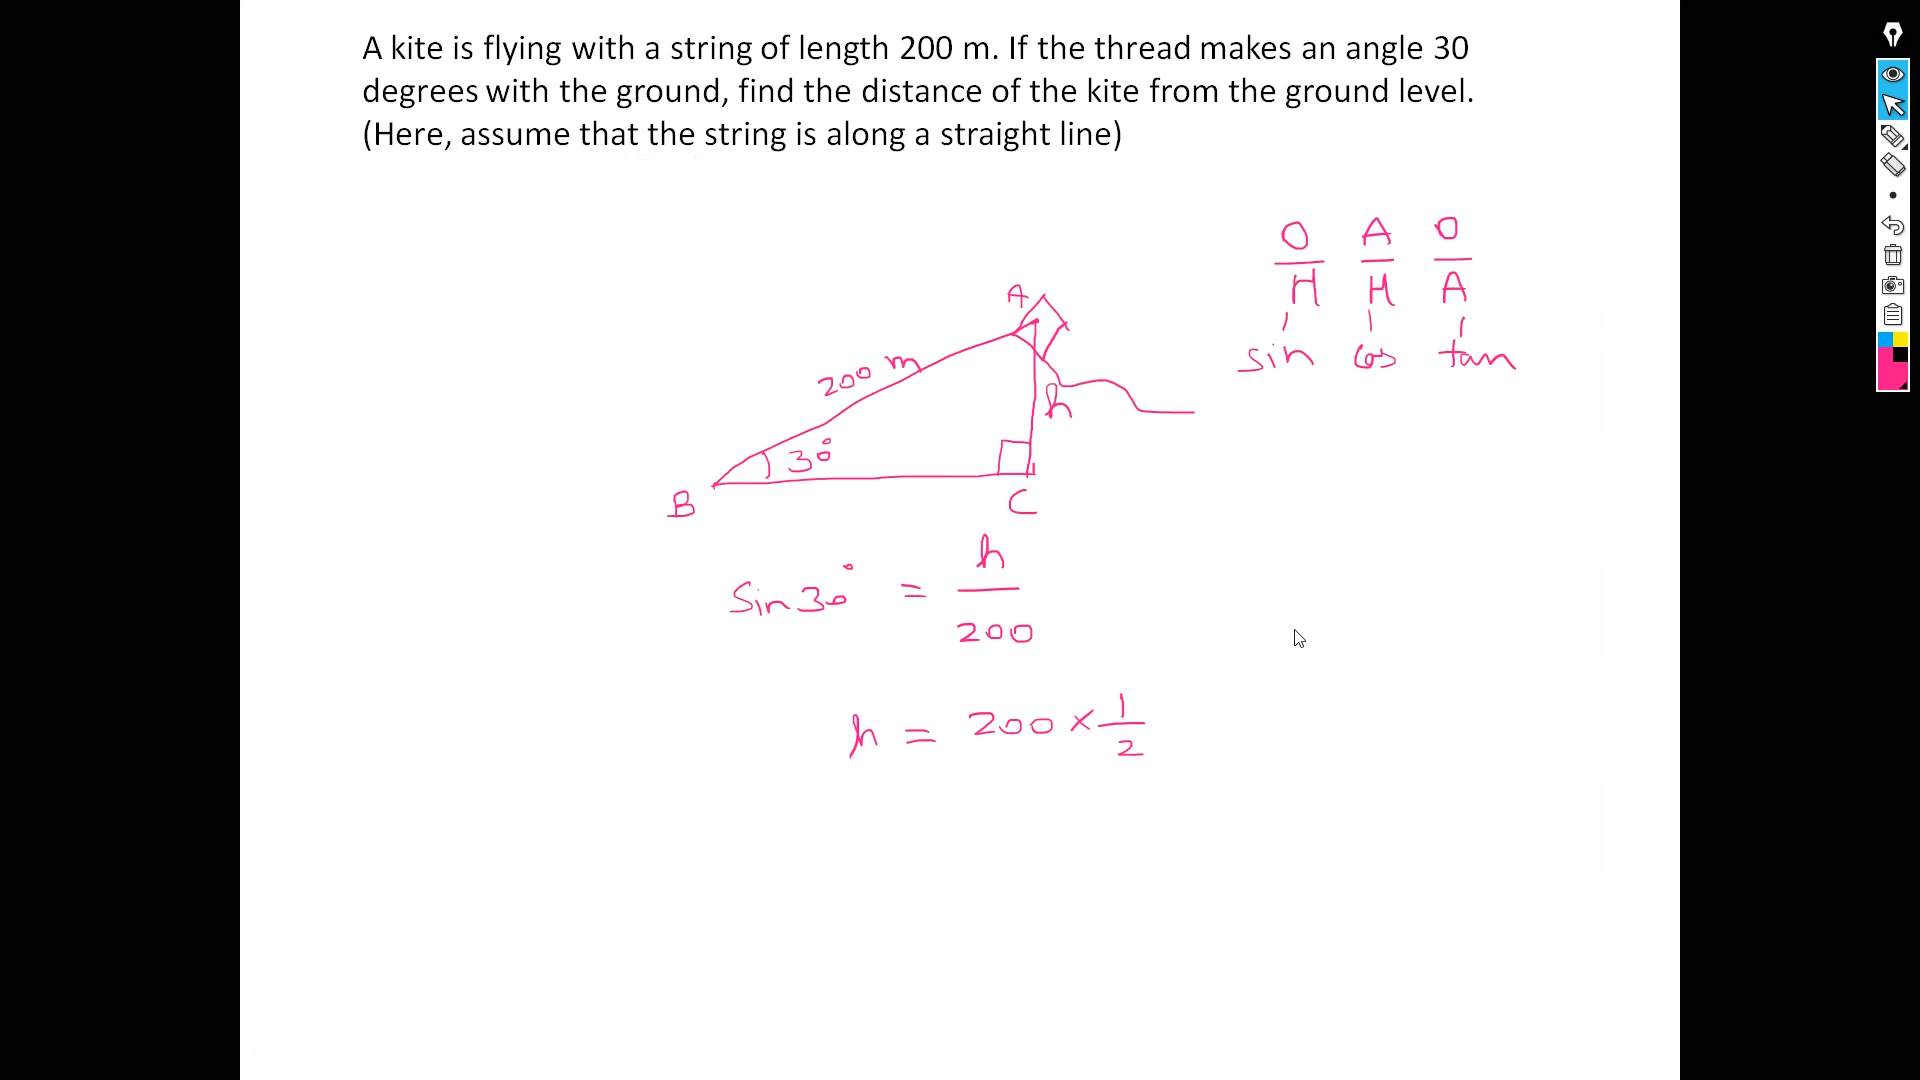 A kite is flying with a string of length 200 m. If the thread makes an angle 30
degrees with the ground, find the distance of the kite from the ground level.
(Here, assume that the string is along a straight line)
O A O
H H A
sin cos tan
A
200 m
h
30°
B
C
sin 30° = h
200
h = 200 × 1
2